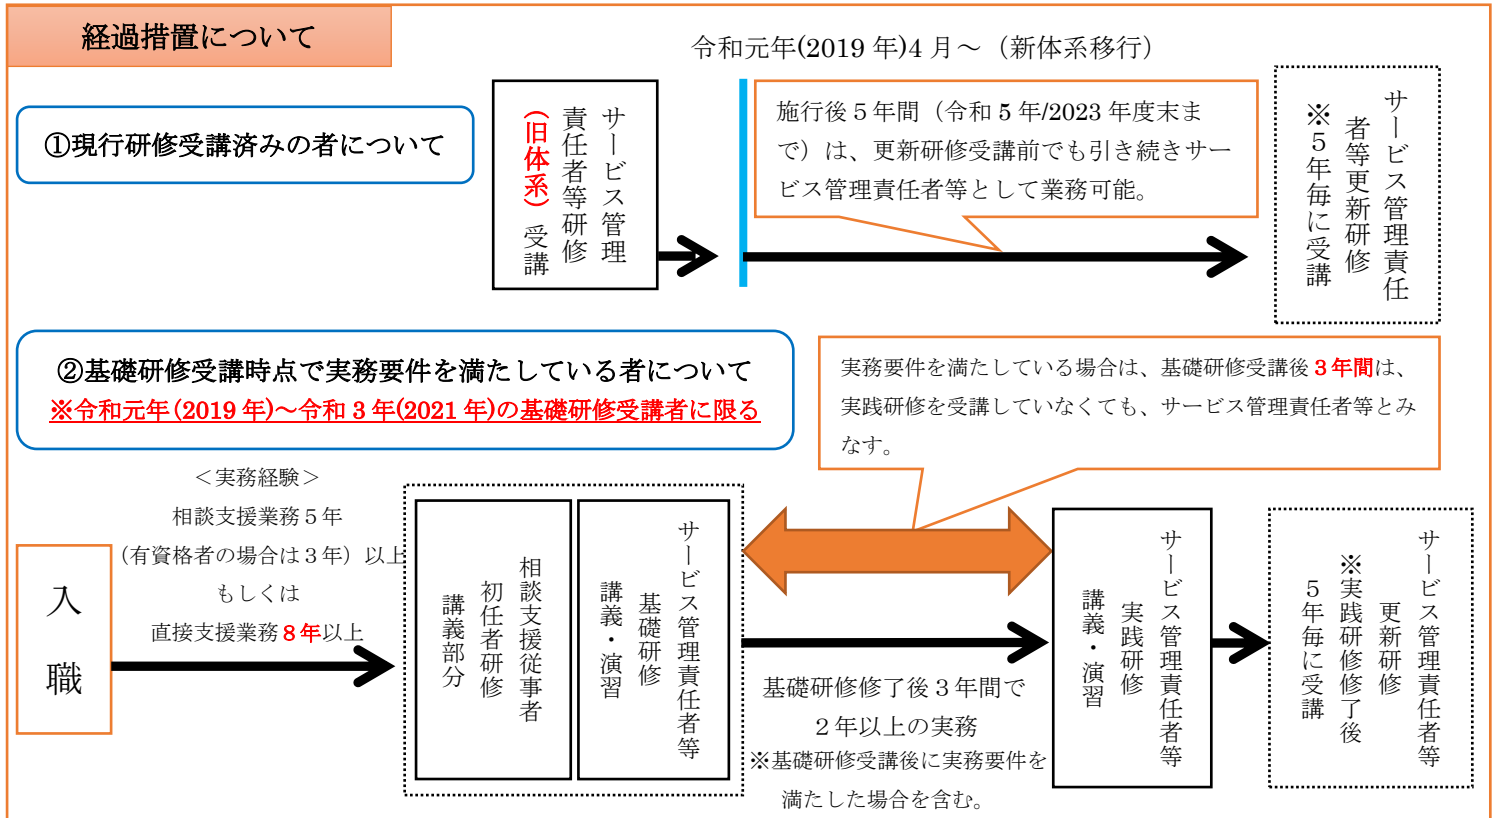 経過措置について
令和元年(2019 年)4 月～（新体系移行）
①現行研修受講済みの者について
サービス管理
責任者等研修
（旧体系）受講
施行後５年間（令和 5 年/2023 年度末ま
で）は、更新研修受講前でも引き続きサー
ビス管理責任者等として業務可能。
サービス管理責任
者等更新研修
※５年毎に受講
②基礎研修受講時点で実務要件を満たしている者について
※令和元年(2019 年)～令和 3 年(2021 年)の基礎研修受講者に限る
実務要件を満たしている場合は、基礎研修受講後３年間は、
実践研修を受講していなくても、サービス管理責任者等とみ
なす。
＜実務経験＞
相談支援業務５年
（有資格者の場合は３年）以上
もしくは
直接支援業務８年以上
入職
相談支援従事者
初任者研修
講義部分
サービス管理責任者等
基礎研修
講義・演習
基礎研修修了後３年間で
２年以上の実務
※基礎研修受講後に実務要件を
満たした場合を含む。
サービス管理責任者等
実践研修
講義・演習
サービス管理責任者等
更新研修
※実践研修修了後
５年毎に受講